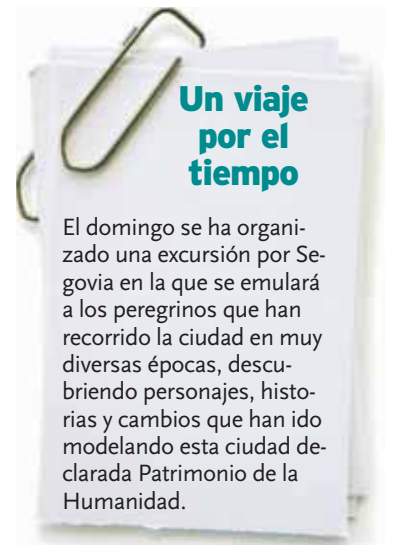 Un viaje
por el
tiempo
El domingo se ha organi-
zado una excursión por Se-
govia en la que se emulará
a los peregrinos que han
recorrido la ciudad en muy
diversas épocas, descu-
briendo personajes, histo-
rias y cambios que han ido
modelando esta ciudad de-
clarada Patrimonio de la
Humanidad.